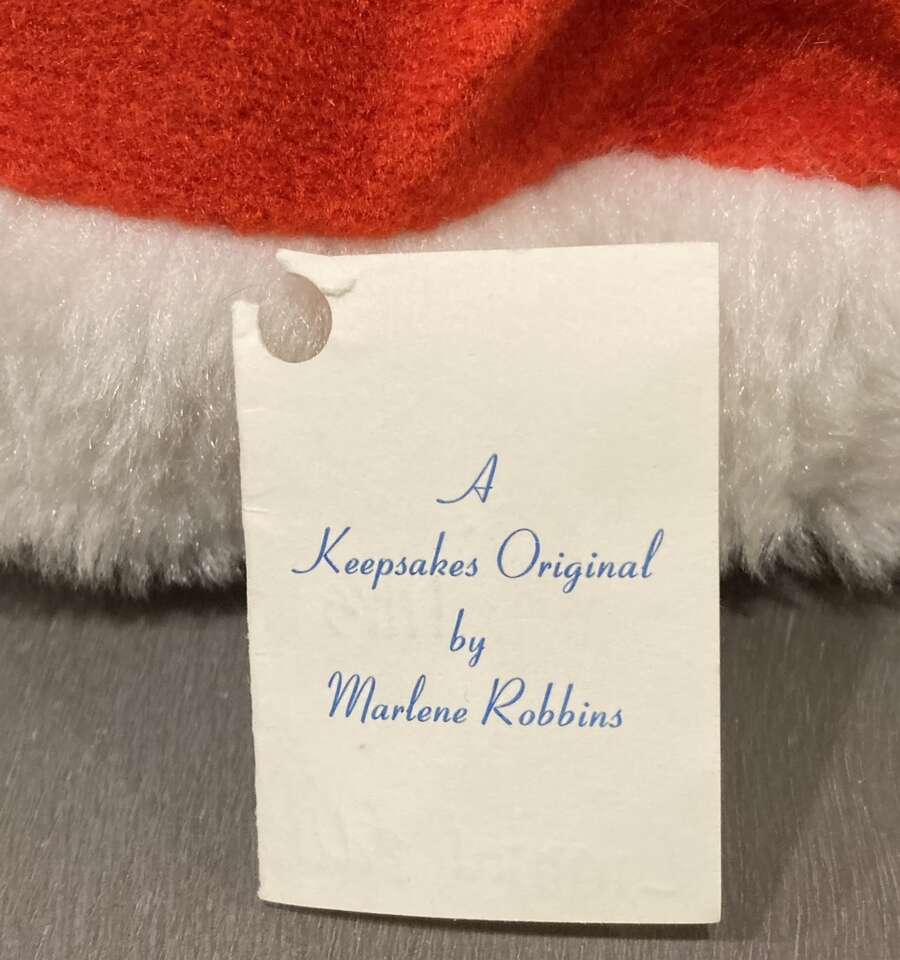 A
Keepsakes Original
by
Marlene Robbins